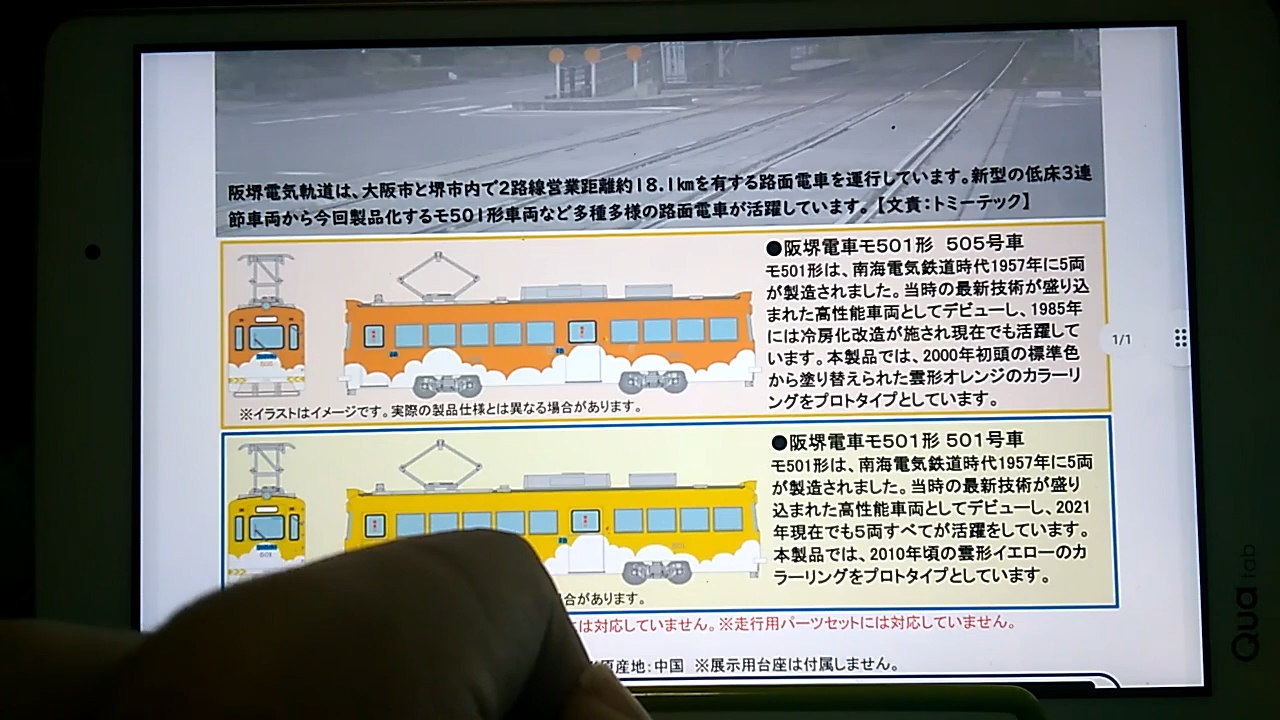 阪堺電気軌道は、大阪市と堺市内で2路線営業距離約18.1kmを有する路面電車を運行しています。新型の低床3連
節車両から今回製品化するモ501形車両など多種多様の路面電車が活躍しています。【文責：トミーテック】
●阪堺電車モ501形 505号車
モ501形は、南海電気鉄道時代1957年に5両
が製造されました。当時の最新技術が盛り込
まれた高性能車両としてデビューし、1985年
には冷房化改造が施され現在でも活躍して
います。本製品では、2000年初頭の標準色
から塗り替えられた雲形オレンジのカラーリ
ングをプロトタイプとしています。
※イラストはイメージです。実際の製品仕様とは異なる場合があります。
1/1
●阪堺電車モ501形 501号車
モ501形は、南海電気鉄道時代1957年に5両
が製造されました。当時の最新技術が盛り
込まれた高性能車両としてデビューし、2021
年現在でも5両すべてが活躍をしています。
本製品では、2010年頃の雲形イエローのカ
ラーリングをプロトタイプとしています。
場合があります。
は対応していません。※走行用パーツセットには対応していません。
原産地：中国 ※展示用台座は付属しません。
Qua tab